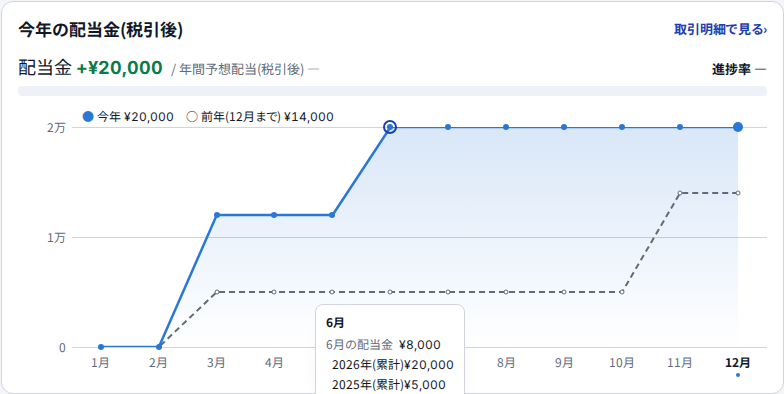 今年の配当金(税引後)
取引明細で見る›
配当金 +¥20,000 / 年間予想配当(税引後) —
進捗率 —
今年 ¥20,000 前年(12月まで) ¥14,000
2万
1万
0
1月 2月 3月 4月 8月 9月 10月 11月 12月
6月
6月の配当金 ¥8,000
2026年(累計)¥20,000
2025年(累計)¥5,000